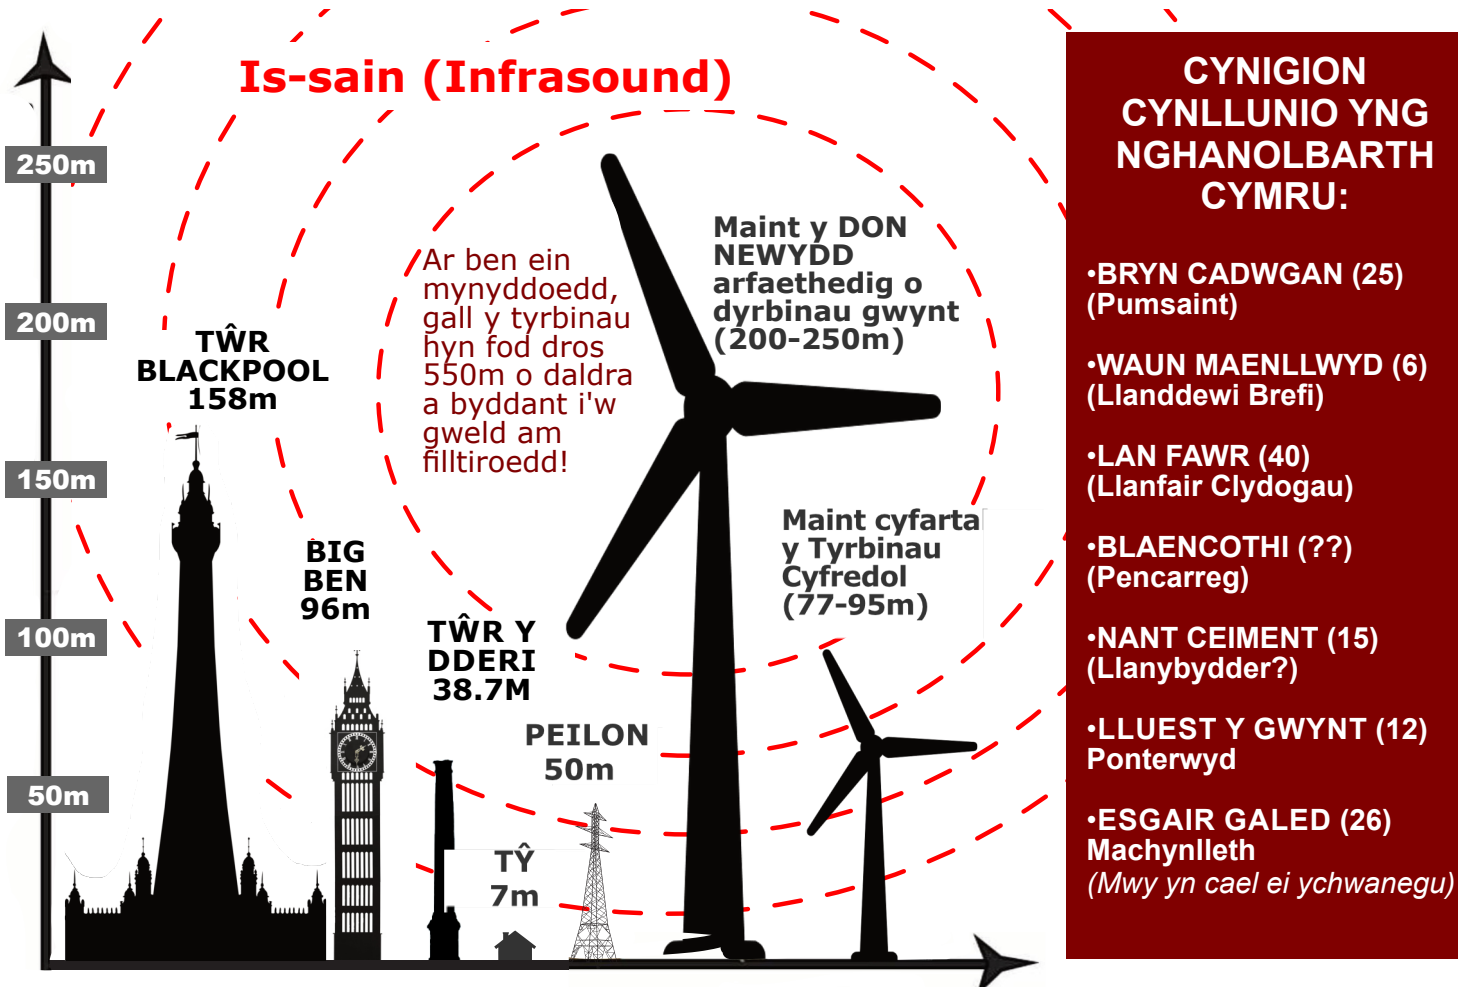 Is-sain (Infrasound)
250m
200m
150m
100m
50m
TŴR
BLACKPOOL
158m
BIG
BEN
96m
TŴR Y
DDERI
38.7M
TŶ
7m
PEILON
50m
Ar ben ein
mynyddoedd,
gall y tyrbinau
hyn fod dros
550m o daldra
a byddant i'w
gweld am
filltiroedd!
Maint y DON
NEWYDD
arfaethedig o
dyrbinau gwynt
(200-250m)
Maint cyfarta
y Tyrbinau
Cyfredol
(77-95m)
CYNIGION
CYNLLUNIO YNG
NGHANOLBARTH
CYMRU:
•BRYN CADWGAN (25)
(Pumsaint)
•WAUN MAENLLWYD (6)
(Llanddewi Brefi)
•LAN FAWR (40)
(Llanfair Clydogau)
•BLAENCOTHI (??)
(Pencarreg)
•NANT CEIMENT (15)
(Llanybydder?)
•LLUEST Y GWYNT (12)
Ponterwyd
•ESGAIR GALED (26)
Machynlleth
(Mwy yn cael ei ychwanegu)